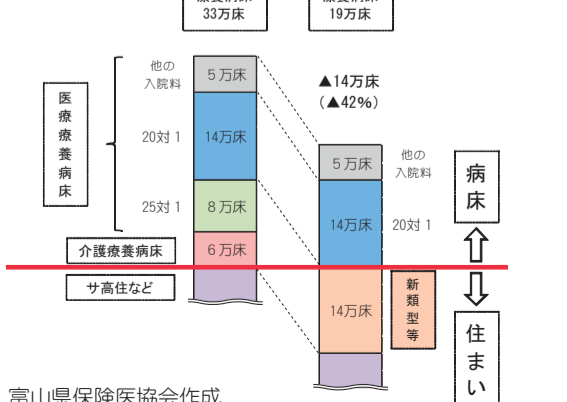 療養病床
33万床
療養病床
19万床
他の
入院料
5万床
▲14万床
(▲42%)
医療療養病床
20対1
14万床
25対1
8万床
介護療養病床
6万床
サ高住など
5万床
他の
入院料
14万床
20対1
病床
14万床
新類型等
住まい
富山県保険医協会作成